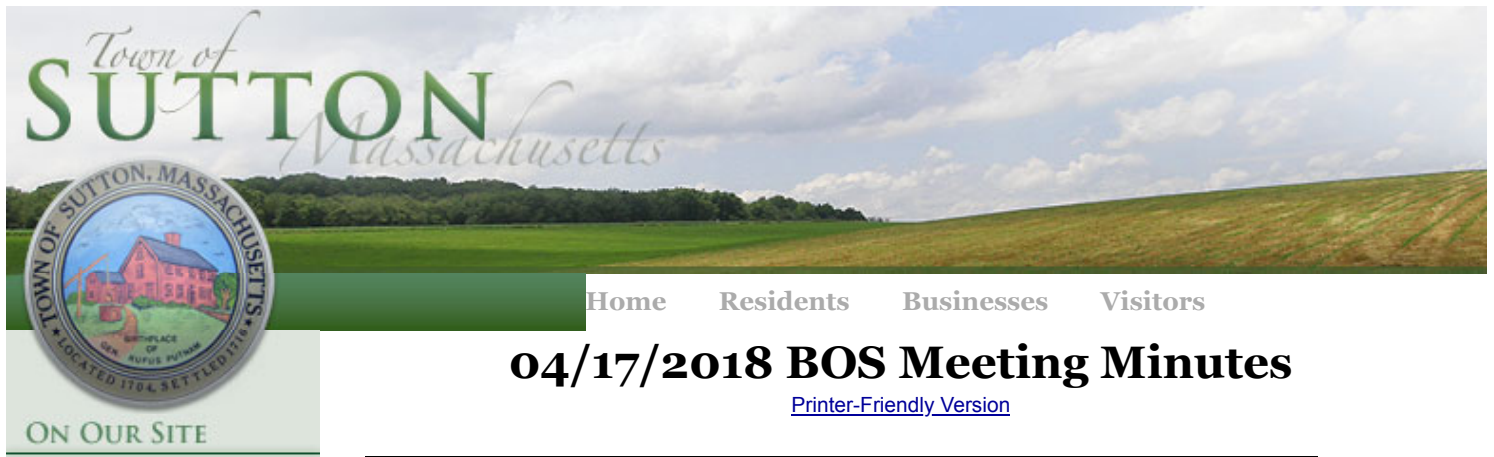 Town of
SUTTON
Massachusetts
TOWN OF SUTTON, MASSACHUSETTS
BIRTHPLACE
OF
GEN. RUFUS PUTNAM
★ LOCATED 1704, SETTLED 1716 ★
Home Residents Businesses Visitors
04/17/2018 BOS Meeting Minutes
Printer-Friendly Version
ON OUR SITE